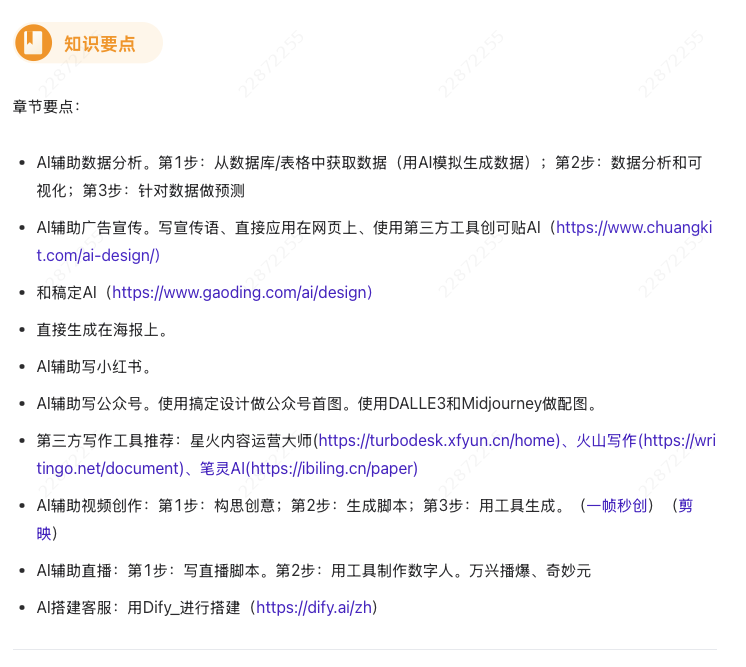 知识要点
章节要点：
AI辅助数据分析。第1步：从数据库/表格中获取数据（用AI模拟生成数据）；第2步：数据分析和可
视化；第3步：针对数据做预测
AI辅助广告宣传。写宣传语、直接应用在网页上、使用第三方工具创可贴AI（https://www.chuangki
t.com/ai-design/)
和稿定AI（https://www.gaoding.com/ai/design)
直接生成在海报上。
AI辅助写小红书。
AI辅助写公众号。使用搞定设计做公众号首图。使用DALLE3和Midjourney做配图。
第三方写作工具推荐：星火内容运营大师(https://turbodesk.xfyun.cn/home)、火山写作(https://wri
tingo.net/document)、笔灵AI(https://ibiling.cn/paper)
AI辅助视频创作：第1步：构思创意；第2步：生成脚本；第3步：用工具生成。（一帧秒创）（剪
映）
AI辅助直播：第1步：写直播脚本。第2步：用工具制作数字人。万兴播爆、奇妙元
AI搭建客服：用Dify_进行搭建（https://dify.ai/zh）
22872255
22872255
22872255
22872255
22872255
22872255
22872255
22872255
22872255
22872255
22872255
22872255